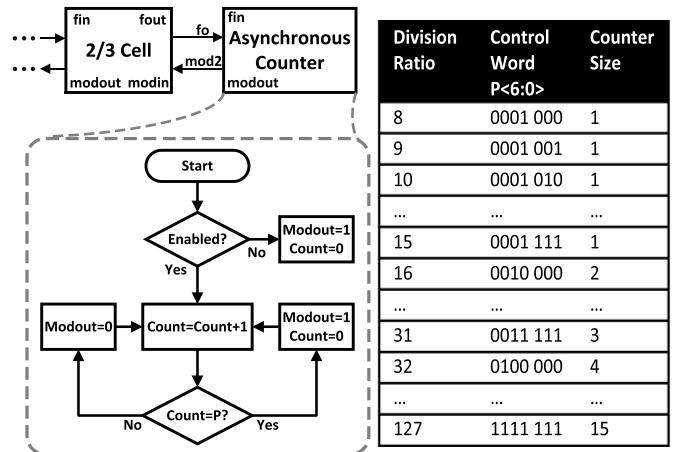 fin fout
2/3 Cell
modout modin
fo
mod2
fin
Asynchronous
Counter
modout
Start
Enabled?
No
Yes
Modout=1
Count=0
Modout=0
Count=Count+1
Modout=1
Count=0
Count=P?
No
Yes
Division Ratio Control Word P<6:0> Counter Size
8 0001 000 1
9 0001 001 1
10 0001 010 1
... ... ...
15 0001 111 1
16 0010 000 2
... ... ...
31 0011 111 3
32 0100 000 4
... ... ...
127 1111 111 15